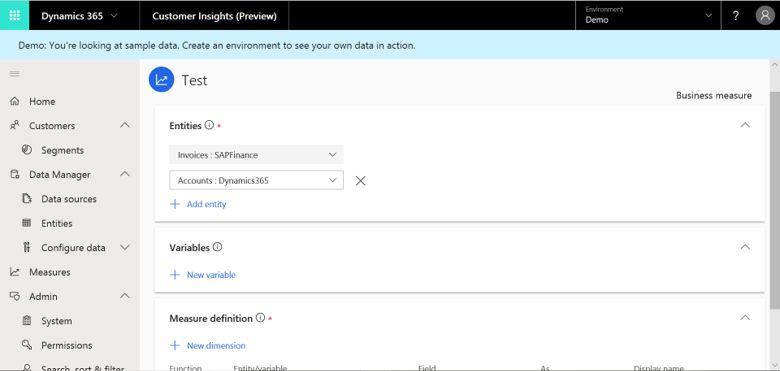 Dynamics 365
Customer Insights (Preview)
Environment
Demo
?
Demo: You're looking at sample data. Create an environment to see your own data in action.
Home
Customers
Segments
Data Manager
Data sources
Entities
Configure data
Measures
Admin
System
Permissions
Search, sort & filter
Test
Business measure
Entities *
Invoices : SAPFinance
Accounts : Dynamics365
+ Add entity
Variables
+ New variable
Measure definition *
+ New dimension
Function Entity/variable Field As Display name